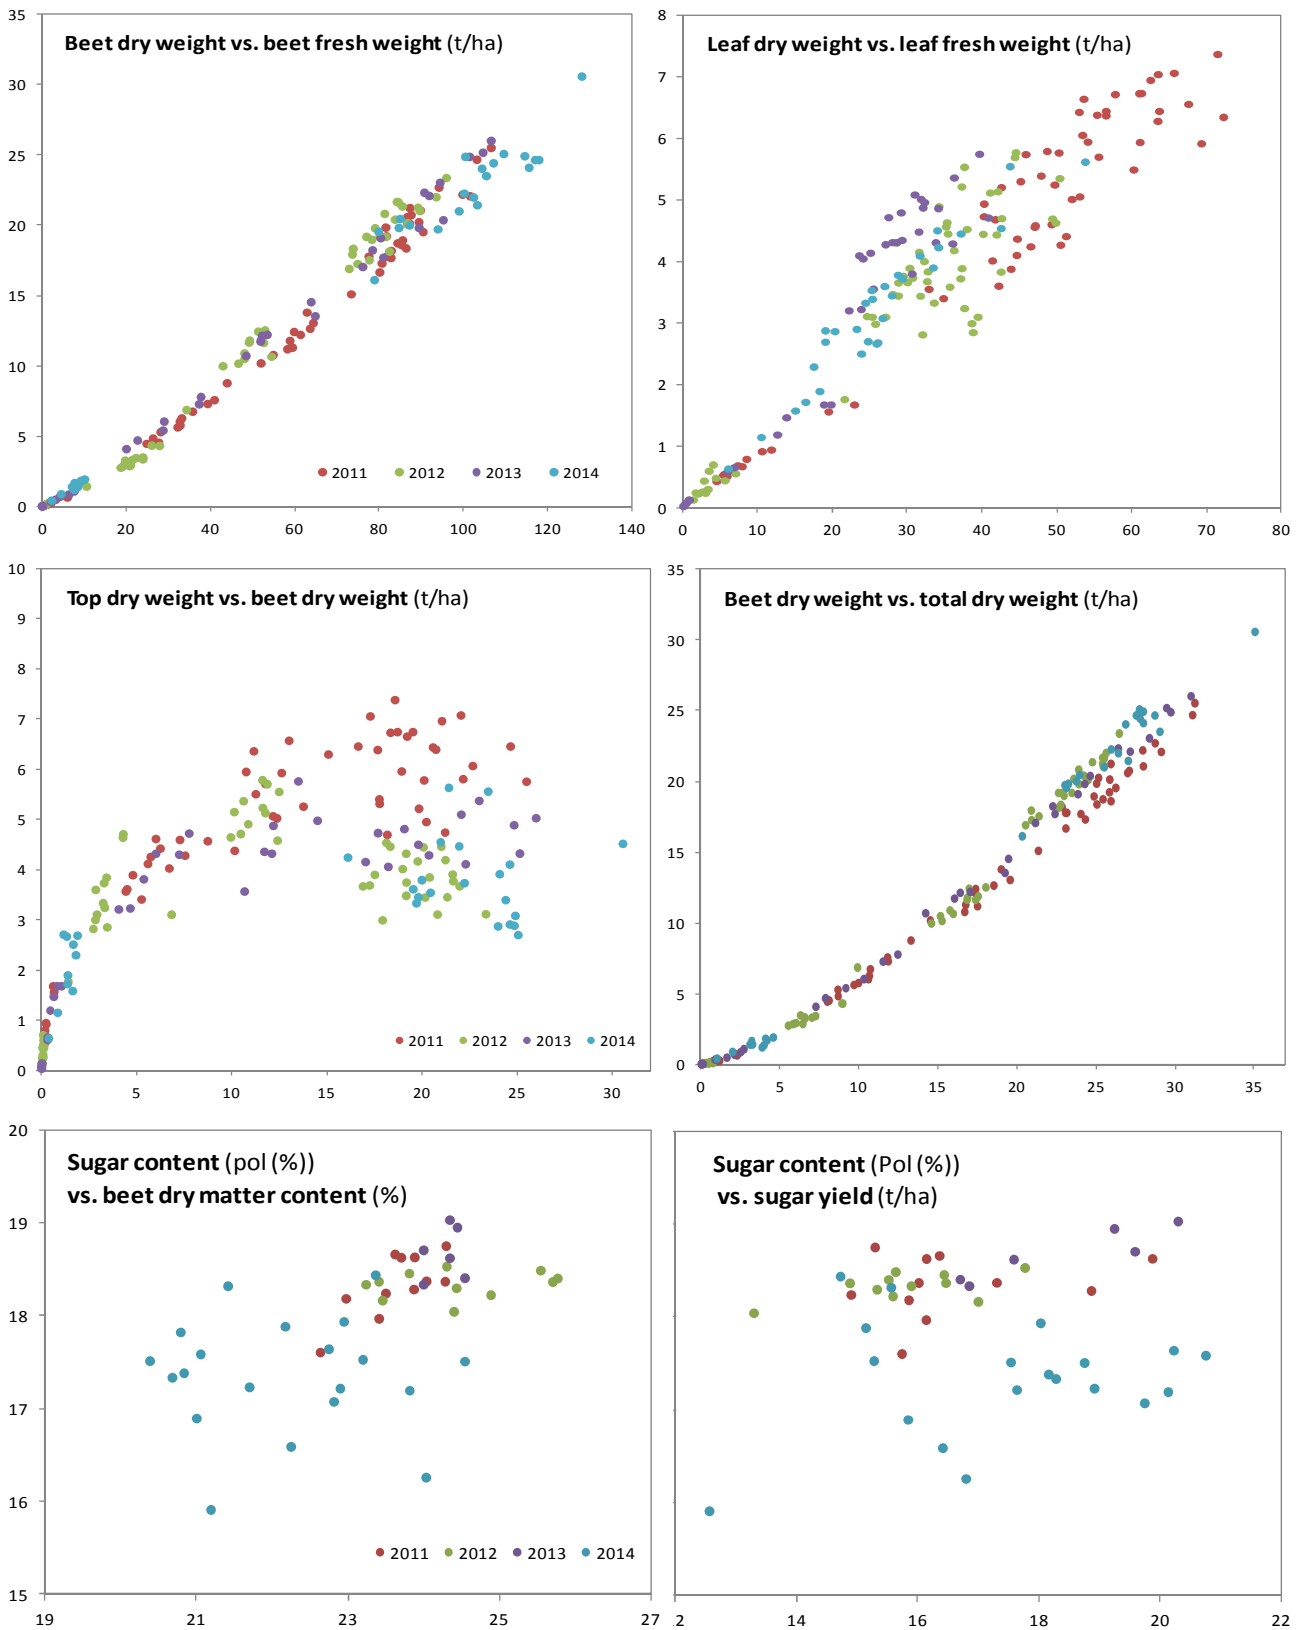 Beet dry weight vs. beet fresh weight (t/ha)
35
30
25
20
15
10
5
0
0 20 40 60 80 100 120 140
2011 2012 2013 2014
Leaf dry weight vs. leaf fresh weight (t/ha)
8
7
6
5
4
3
2
1
0
0 10 20 30 40 50 60 70 80
Top dry weight vs. beet dry weight (t/ha)
10
9
8
7
6
5
4
3
2
1
0
0 5 10 15 20 25 30
2011 2012 2013 2014
Beet dry weight vs. total dry weight (t/ha)
35
30
25
20
15
10
5
0
0 5 10 15 20 25 30 35
Sugar content (pol (%))
vs. beet dry matter content (%)
20
19
18
17
16
15
19 21 23 25 27
2011 2012 2013 2014
Sugar content (Pol (%))
vs. sugar yield (t/ha)
.2 14 16 18 20 22